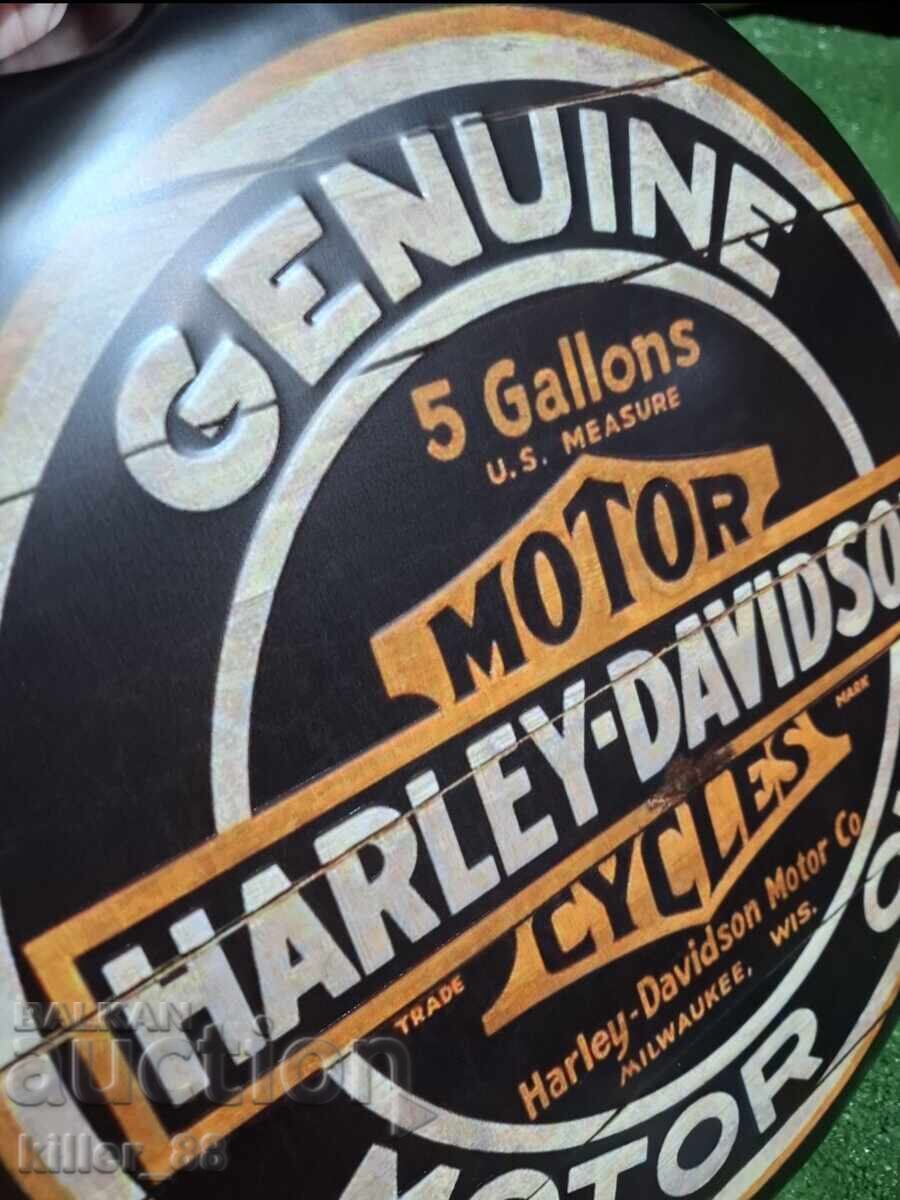 GENUINE
5 Gallons
U.S. MEASURE
MOTOR
HARLEY-DAVIDSO
CYCLES
TRADE MARK
Harley-Davidson Motor Co
MILWAUKEE, WIS.
MOTOR O
BALKAN
auction
killer_88